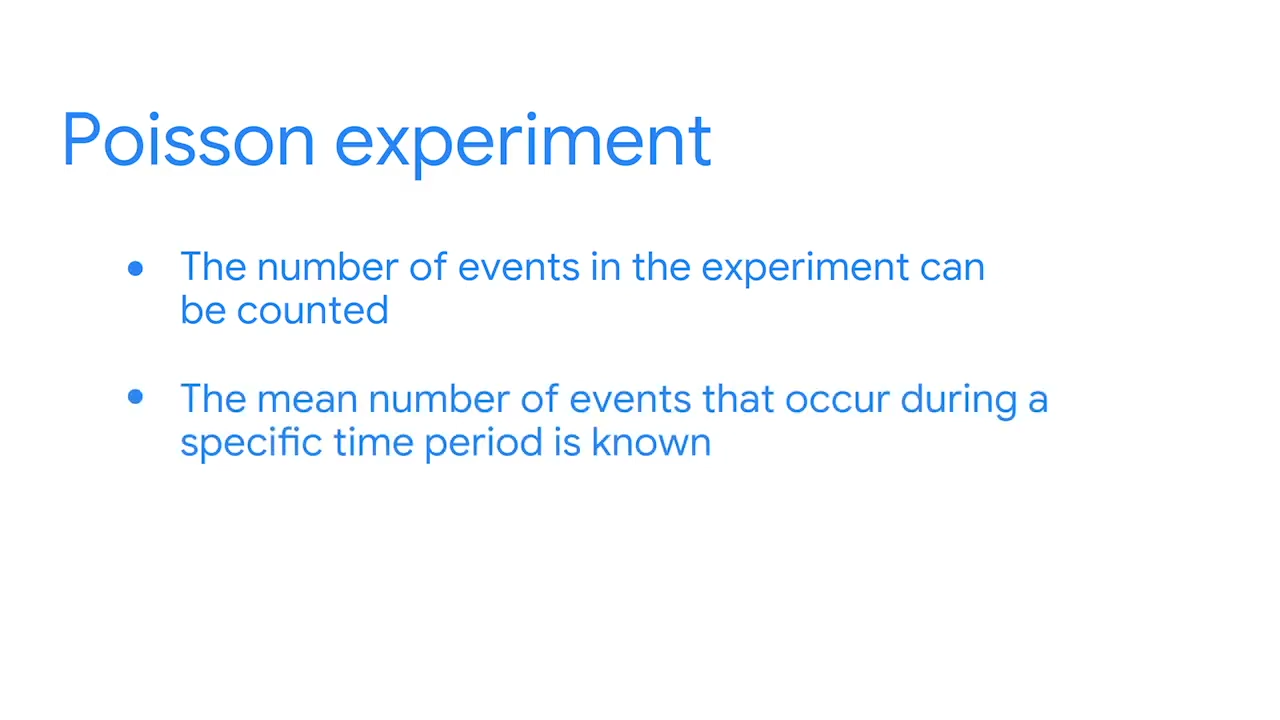 Poisson experiment
● The number of events in the experiment can
be counted
● The mean number of events that occur during a
specific time period is known